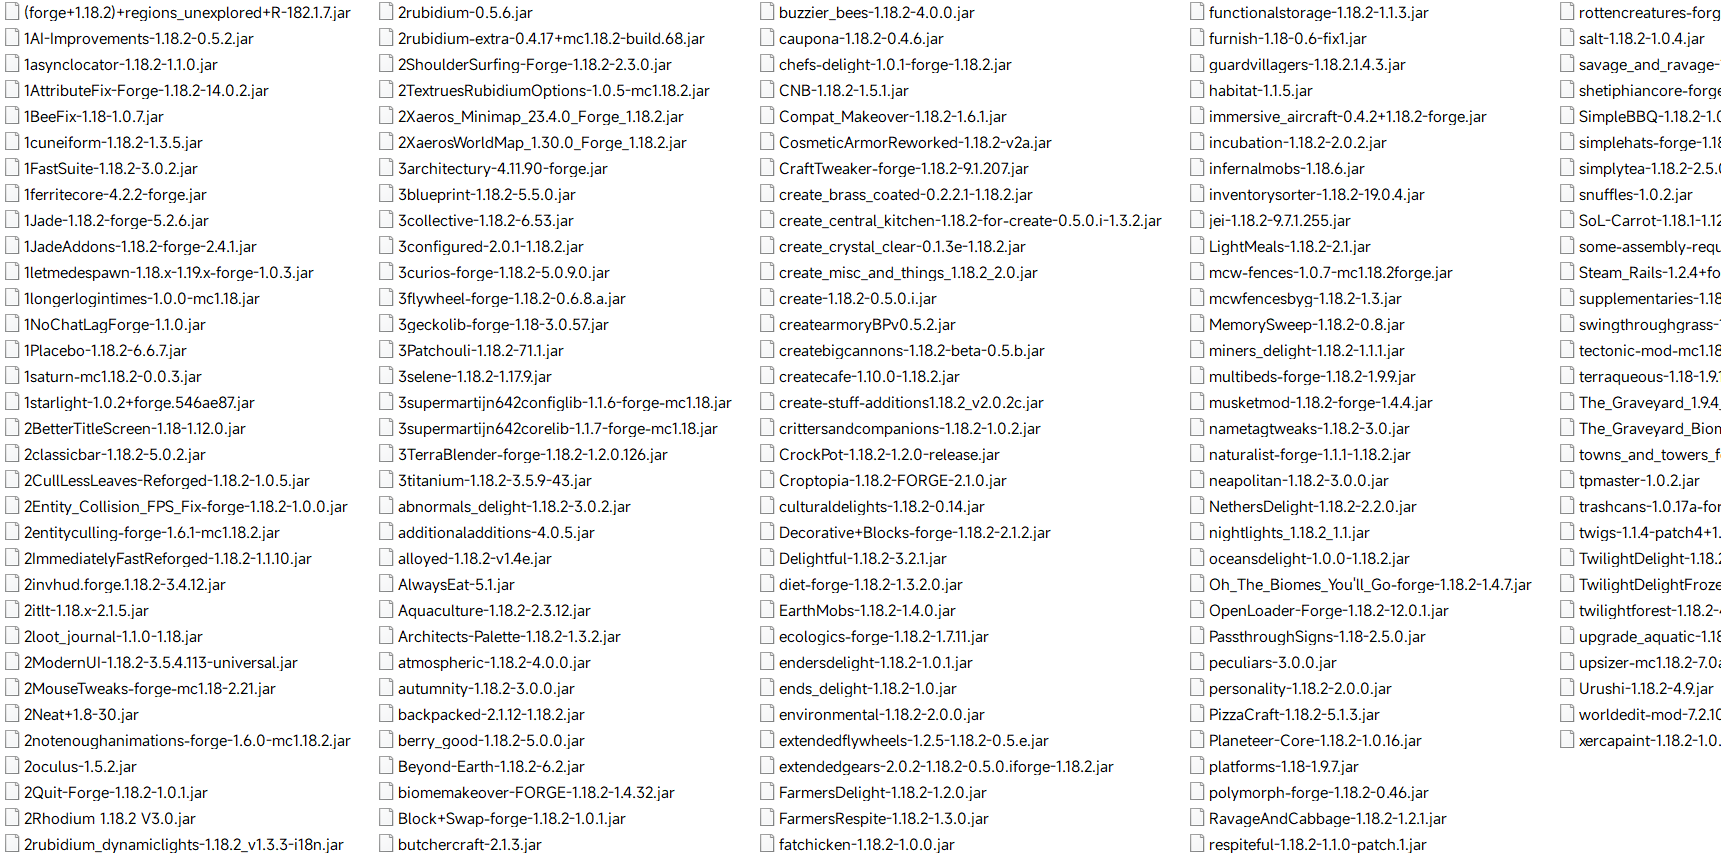 (forge+1.18.2)+regions_unexplored+R-182.1.7.jar
1AI-Improvements-1.18.2-0.5.2.jar
1asynclocator-1.18.2-1.1.0.jar
1AttributeFix-Forge-1.18.2-14.0.2.jar
1BeeFix-1.18-1.0.7.jar
1cuneiform-1.18.2-1.3.5.jar
1FastSuite-1.18.2-3.0.2.jar
1ferritecore-4.2.2-forge.jar
1Jade-1.18.2-forge-5.2.6.jar
1JadeAddons-1.18.2-forge-2.4.1.jar
1letmedespawn-1.18.x-1.19.x-forge-1.0.3.jar
1longerlogintimes-1.0.0-mc1.18.jar
1NoChatLagForge-1.1.0.jar
1Placebo-1.18.2-6.6.7.jar
1saturn-mc1.18.2-0.0.3.jar
1starlight-1.0.2+forge.546ae87.jar
2BetterTitleScreen-1.18-1.12.0.jar
2classicbar-1.18.2-5.0.2.jar
2CullLessLeaves-Reforged-1.18.2-1.0.5.jar
2Entity_Collision_FPS_Fix-forge-1.18.2-1.0.0.jar
2entityculling-forge-1.6.1-mc1.18.2.jar
2ImmediatelyFastReforged-1.18.2-1.1.10.jar
2invhud.forge.1.18.2-3.4.12.jar
2itlt-1.18.x-2.1.5.jar
2loot_journal-1.1.0-1.18.jar
2ModernUI-1.18.2-3.5.4.113-universal.jar
2MouseTweaks-forge-mc1.18-2.21.jar
2Neat+1.8-30.jar
2notenoughanimations-forge-1.6.0-mc1.18.2.jar
2oculus-1.5.2.jar
2Quit-Forge-1.18.2-1.0.1.jar
2Rhodium 1.18.2 V3.0.jar
2rubidium_dynamiclights-1.18.2_v1.3.3-i18n.jar
2rubidium-0.5.6.jar
2rubidium-extra-0.4.17+mc1.18.2-build.68.jar
2ShoulderSurfing-Forge-1.18.2-2.3.0.jar
2TextruesRubidiumOptions-1.0.5-mc1.18.2.jar
2Xaeros_Minimap_23.4.0_Forge_1.18.2.jar
2XaerosWorldMap_1.30.0_Forge_1.18.2.jar
3architectury-4.11.90-forge.jar
3blueprint-1.18.2-5.5.0.jar
3collective-1.18.2-6.53.jar
3configured-2.0.1-1.18.2.jar
3curios-forge-1.18.2-5.0.9.0.jar
3flywheel-forge-1.18.2-0.6.8.a.jar
3geckolib-forge-1.18-3.0.57.jar
3Patchouli-1.18.2-71.1.jar
3selene-1.18.2-1.17.9.jar
3supermartijn642configlib-1.1.6-forge-mc1.18.jar
3supermartijn642corelib-1.1.7-forge-mc1.18.jar
3TerraBlender-forge-1.18.2-1.2.0.126.jar
3titanium-1.18.2-3.5.9-43.jar
abnormals_delight-1.18.2-3.0.2.jar
additionaladditions-4.0.5.jar
alloyed-1.18.2-v1.4e.jar
AlwaysEat-5.1.jar
Aquaculture-1.18.2-2.3.12.jar
Architects-Palette-1.18.2-1.3.2.jar
atmospheric-1.18.2-4.0.0.jar
autumnity-1.18.2-3.0.0.jar
backpacked-2.1.12-1.18.2.jar
berry_good-1.18.2-5.0.0.jar
Beyond-Earth-1.18.2-6.2.jar
biomemakeover-FORGE-1.18.2-1.4.32.jar
Block+Swap-forge-1.18.2-1.0.1.jar
butchercraft-2.1.3.jar
buzzier_bees-1.18.2-4.0.0.jar
caupona-1.18.2-0.4.6.jar
chefs-delight-1.0.1-forge-1.18.2.jar
CNB-1.18.2-1.5.1.jar
Compat_Makeover-1.18.2-1.6.1.jar
CosmeticArmorReworked-1.18.2-v2a.jar
CraftTweaker-forge-1.18.2-9.1.207.jar
create_brass_coated-0.2.2.1-1.18.2.jar
create_central_kitchen-1.18.2-for-create-0.5.0.i-1.3.2.jar
create_crystal_clear-0.1.3e-1.18.2.jar
create_misc_and_things_1.18.2_2.0.jar
create-1.18.2-0.5.0.i.jar
createarmoryBPv0.5.2.jar
createbigcannons-1.18.2-beta-0.5.b.jar
createcafe-1.10.0-1.18.2.jar
create-stuff-additions1.18.2_v2.0.2c.jar
crittersandcompanions-1.18.2-1.0.2.jar
CrockPot-1.18.2-1.2.0-release.jar
Croptopia-1.18.2-FORGE-2.1.0.jar
culturaldelights-1.18.2-0.14.jar
Decorative+Blocks-forge-1.18.2-2.1.2.jar
Delightful-1.18.2-3.2.1.jar
diet-forge-1.18.2-1.3.2.0.jar
EarthMobs-1.18.2-1.4.0.jar
ecologics-forge-1.18.2-1.7.11.jar
endersdelight-1.18.2-1.0.1.jar
ends_delight-1.18.2-1.0.jar
environmental-1.18.2-2.0.0.jar
extendedflywheels-1.2.5-1.18.2-0.5.e.jar
extendedgears-2.0.2-1.18.2-0.5.0.iforge-1.18.2.jar
FarmersDelight-1.18.2-1.2.0.jar
FarmersRespite-1.18.2-1.3.0.jar
fatchicken-1.18.2-1.0.0.jar
functionalstorage-1.18.2-1.1.3.jar
furnish-1.18-0.6-fix1.jar
guardvillagers-1.18.2.1.4.3.jar
habitat-1.1.5.jar
immersive_aircraft-0.4.2+1.18.2-forge.jar
incubation-1.18.2-2.0.2.jar
infernalmobs-1.18.6.jar
inventorysorter-1.18.2-19.0.4.jar
jei-1.18.2-9.7.1.255.jar
LightMeals-1.18.2-2.1.jar
mcw-fences-1.0.7-mc1.18.2forge.jar
mcwfencesbyg-1.18.2-1.3.jar
MemorySweep-1.18.2-0.8.jar
miners_delight-1.18.2-1.1.1.jar
multibeds-forge-1.18.2-1.9.9.jar
musketmod-1.18.2-forge-1.4.4.jar
nametagtweaks-1.18.2-3.0.jar
naturalist-forge-1.1.1-1.18.2.jar
neapolitan-1.18.2-3.0.0.jar
NethersDelight-1.18.2-2.2.0.jar
nightlights_1.18.2_1.1.jar
oceansdelight-1.0.0-1.18.2.jar
Oh_The_Biomes_You'll_Go-forge-1.18.2-1.4.7.jar
OpenLoader-Forge-1.18.2-12.0.1.jar
PassthroughSigns-1.18-2.5.0.jar
peculiars-3.0.0.jar
personality-1.18.2-2.0.0.jar
PizzaCraft-1.18.2-5.1.3.jar
Planeteer-Core-1.18.2-1.0.16.jar
platforms-1.18-1.9.7.jar
polymorph-forge-1.18.2-0.46.jar
RavageAndCabbage-1.18.2-1.2.1.jar
respiteful-1.18.2-1.1.0-patch.1.jar
rottencreatures-forg
salt-1.18.2-1.0.4.jar
savage_and_ravage-
shetiphiancore-forge
SimpleBBQ-1.18.2-1.0
simplehats-forge-1.18
simplytea-1.18.2-2.5.0
snuffles-1.0.2.jar
SoL-Carrot-1.18.1-1.12
some-assembly-requ
Steam_Rails-1.2.4+fo
supplementaries-1.18
swingthroughgrass-1
tectonic-mod-mc1.18
terraqueous-1.18-1.9.1
The_Graveyard_1.9.4_
The_Graveyard_Biom
towns_and_towers_f
tpmaster-1.0.2.jar
trashcans-1.0.17a-for
twigs-1.1.4-patch4+1.
TwilightDelight-1.18.2
TwilightDelightFroze
twilightforest-1.18.2-
upgrade_aquatic-1.18
upsizer-mc1.18.2-7.0a
Urushi-1.18.2-4.9.jar
worldedit-mod-7.2.10
xercapaint-1.18.2-1.0.